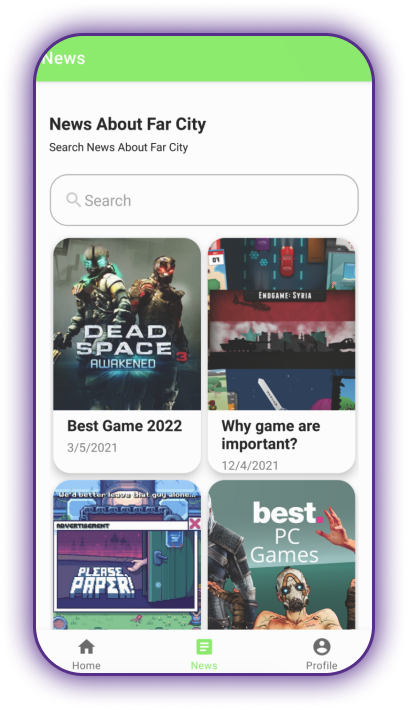 News
News About Far City
Search News About Far City
Search
DEAD
SPACE 3
AWAKENED
Best Game 2022
3/5/2021
07
ENDGAME: SYRIA
Why game are
important?
12/4/2021
We'd better leave that guy alone...
ADVERTISEMENT
PLEASE,
PAPER!
best.
PC
Games
Home
News
Profile